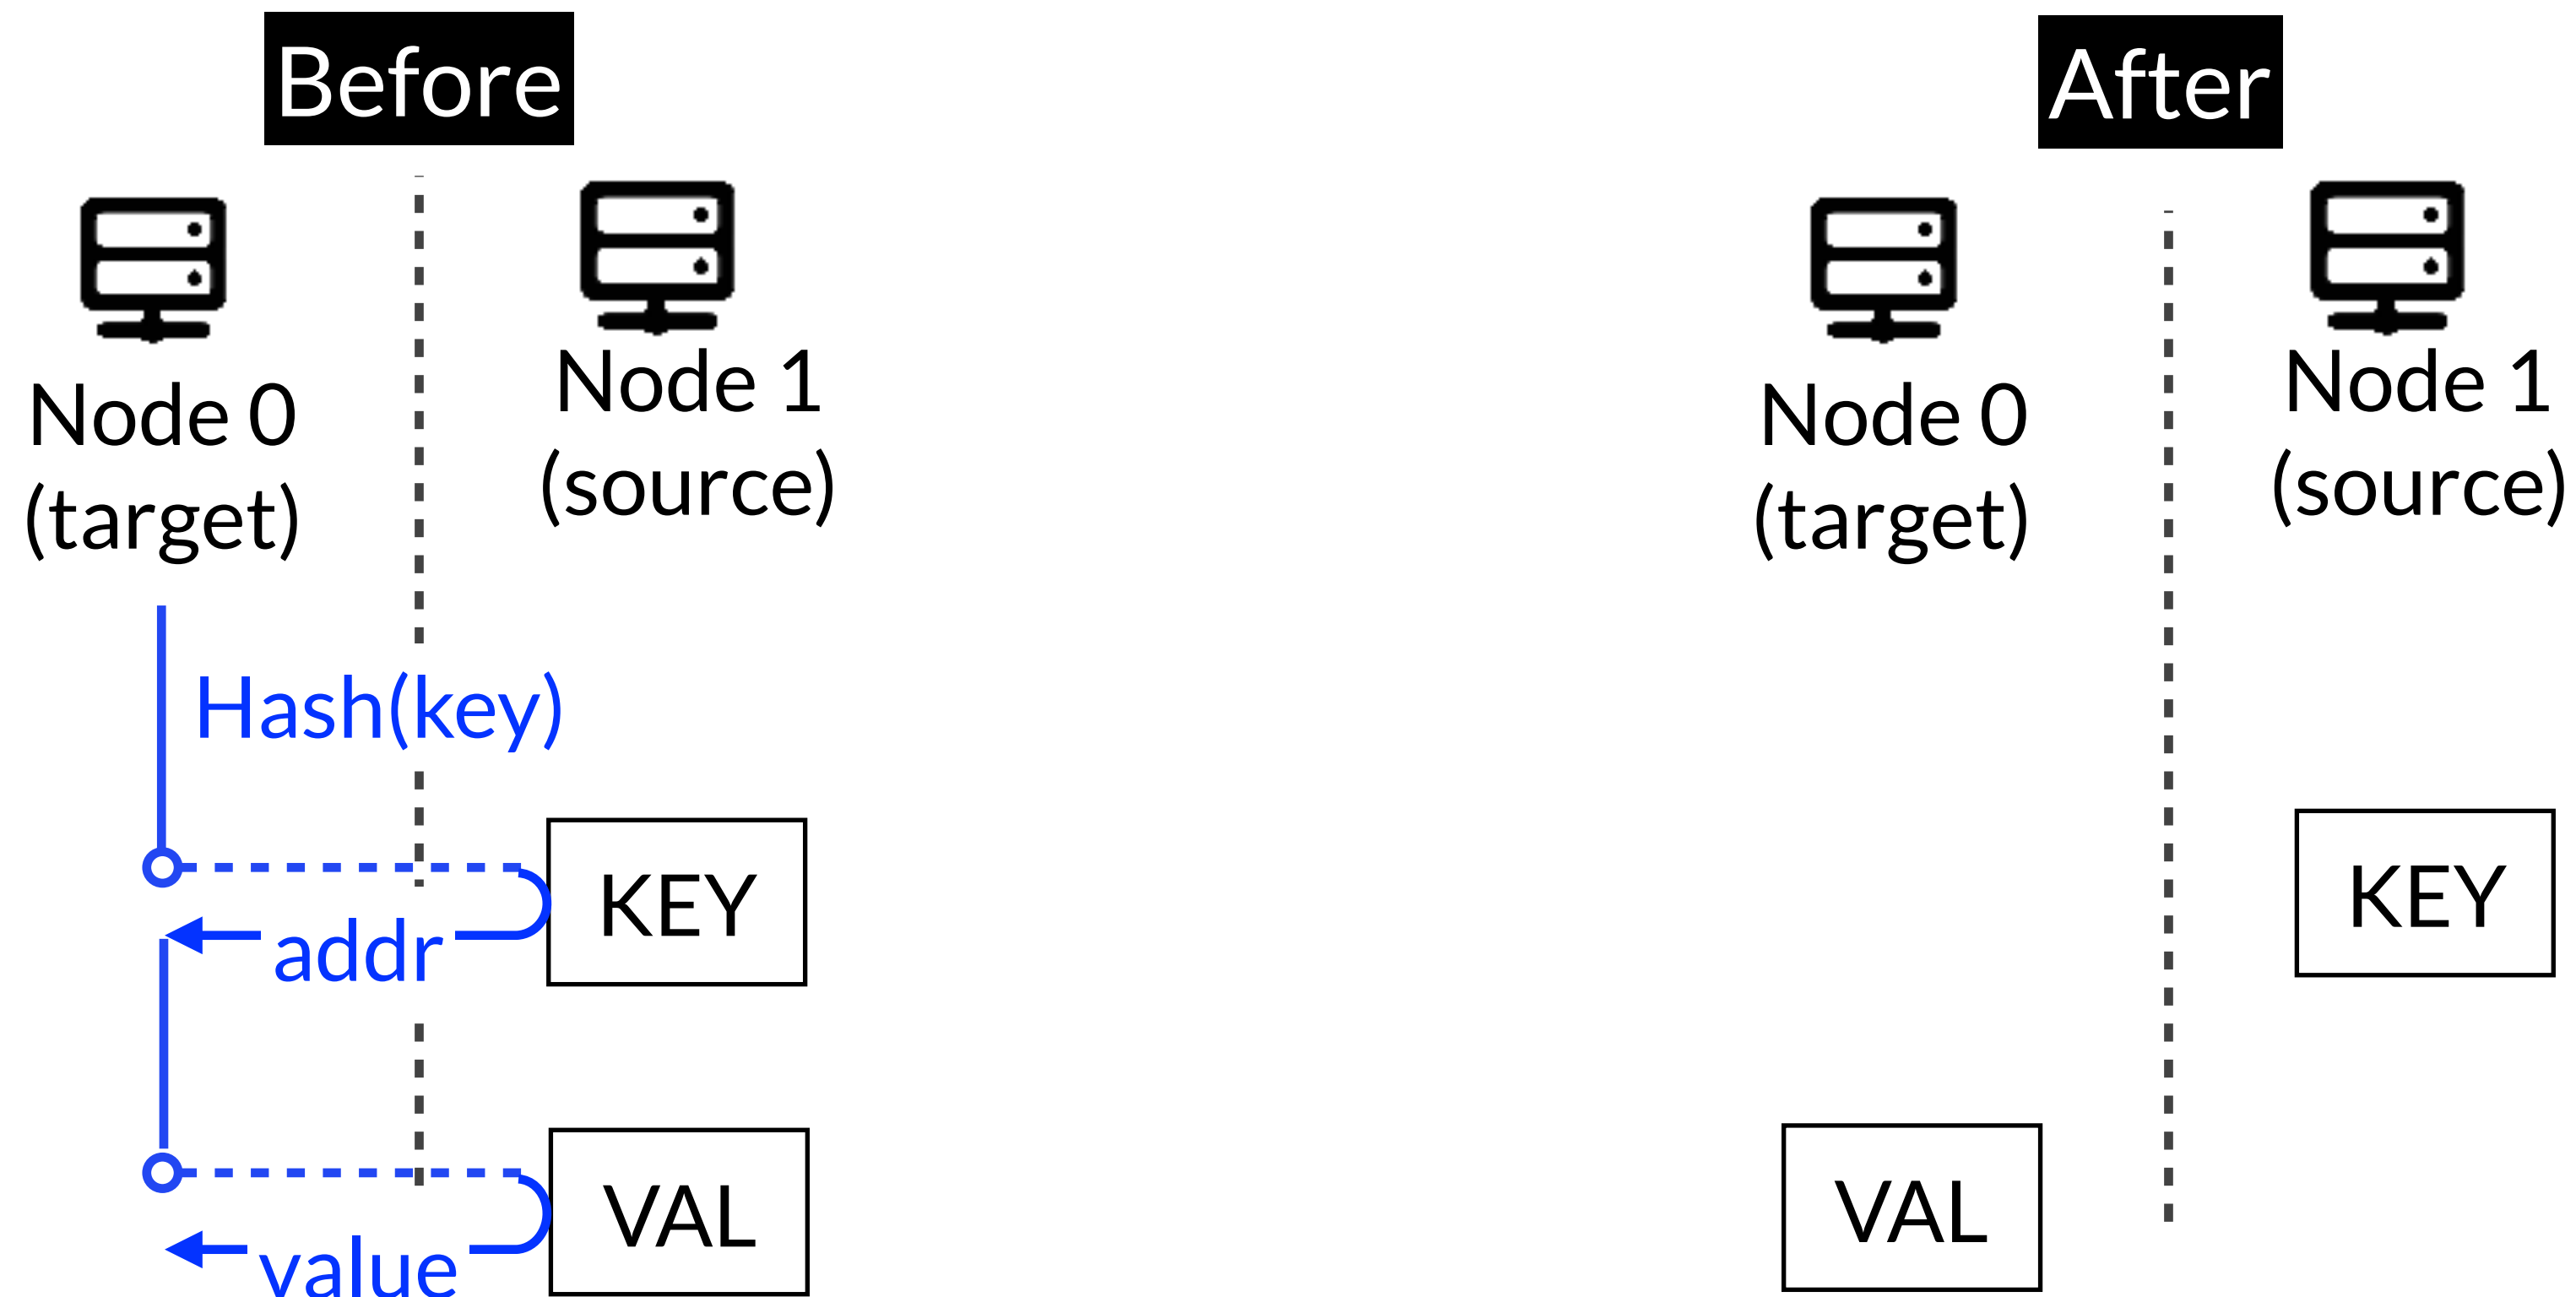 Before
Node 0
(target)
Node 1
(source)
Hash(key)
addr
KEY
value
VAL
After
Node 0
(target)
Node 1
(source)
KEY
VAL